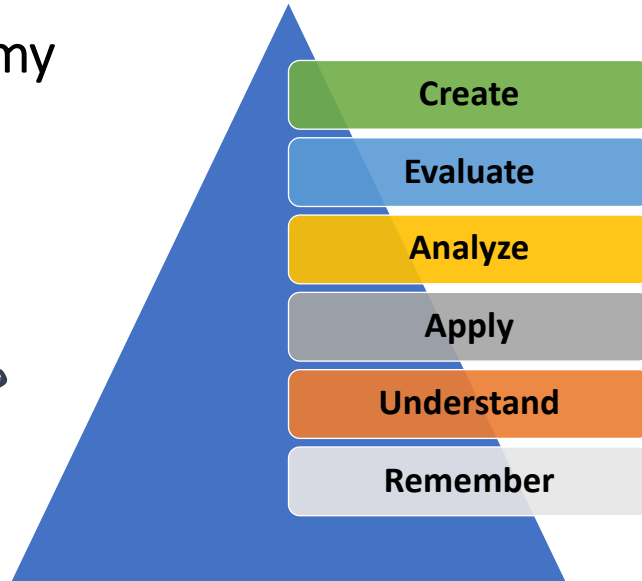 my
Create
Evaluate
Analyze
Apply
Understand
Remember